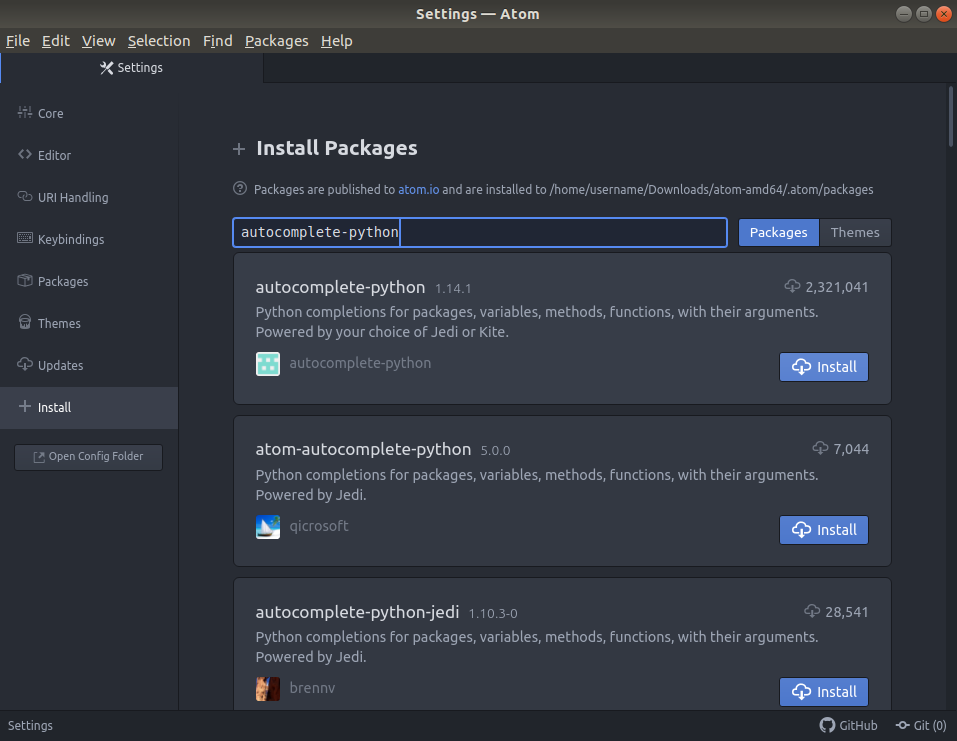 Settings — Atom
File Edit View Selection Find Packages Help
Settings
Core
Editor
URI Handling
Keybindings
Packages
Themes
Updates
Install
Open Config Folder
Install Packages
Packages are published to atom.io and are installed to /home/username/Downloads/atom-amd64/.atom/packages
autocomplete-python
Packages Themes
autocomplete-python 1.14.1 2,321,041
Python completions for packages, variables, methods, functions, with their arguments.
Powered by your choice of Jedi or Kite.
autocomplete-python Install
atom-autocomplete-python 5.0.0 7,044
Python completions for packages, variables, methods, functions, with their arguments.
Powered by Jedi.
qicrosoft Install
autocomplete-python-jedi 1.10.3-0 28,541
Python completions for packages, variables, methods, functions, with their arguments.
Powered by Jedi.
brennv Install
Settings GitHub Git (0)